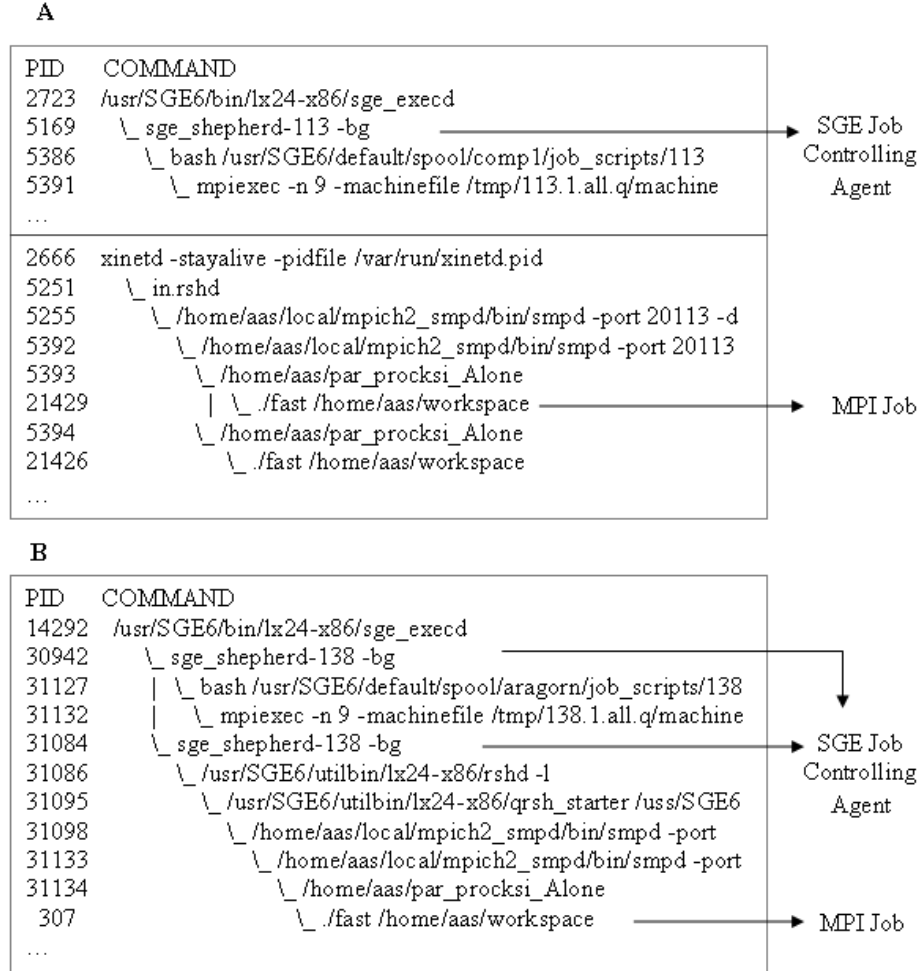 A
PID COMMAND
2723 /usr/SGE6/bin/lx24-x86/sge_execd
5169 \_ sge_shepherd-113 -bg
5386 \_ bash /usr/SGE6/default/spool/comp1/job_scripts/113
5391 \_ mpiexec -n 9 -machinefile /tmp/113.1.all.q/machine
...
SGE Job
Controlling
Agent
2666 xinetd -stayalive -pidfile /var/run/xinetd.pid
5251 \_ in.rshd
5255 \_ /home/aas/local/mpich2_smpd/bin/smpd -port 20113 -d
5392 \_ /home/aas/local/mpich2_smpd/bin/smpd -port 20113
5393 \_ /home/aas/par_procksi_Alone
21429 | \_ ./fast /home/aas/workspace
5394 \_ /home/aas/par_procksi_Alone
21426 \_ ./fast /home/aas/workspace
...
MPI Job
B
PID COMMAND
14292 /usr/SGE6/bin/lx24-x86/sge_execd
30942 \_ sge_shepherd-138 -bg
31127 | \_ bash /usr/SGE6/default/spool/aragorn/job_scripts/138
31132 | \_ mpiexec -n 9 -machinefile /tmp/138.1.all.q/machine
31084 \_ sge_shepherd-138 -bg
31086 \_ /usr/SGE6/utilbin/lx24-x86/rshd -l
31095 \_ /usr/SGE6/utilbin/lx24-x86/qrsh_starter /uss/SGE6
31098 \_ /home/aas/local/mpich2_smpd/bin/smpd -port
31133 \_ /home/aas/local/mpich2_smpd/bin/smpd -port
31134 \_ /home/aas/par_procksi_Alone
307 \_ ./fast /home/aas/workspace
...
SGE Job
Controlling
Agent
MPI Job